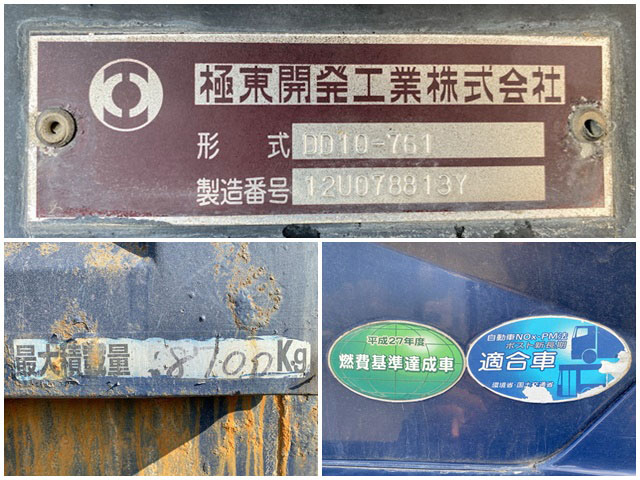 極東開発工業株式会社
形式 DD10-761
製造番号 12U078813Y
最大積載量 8100Kg
平成27年度
燃費基準達成車
自動車NOx・PM法
ポスト新長期
適合車
環境省・国土交通省